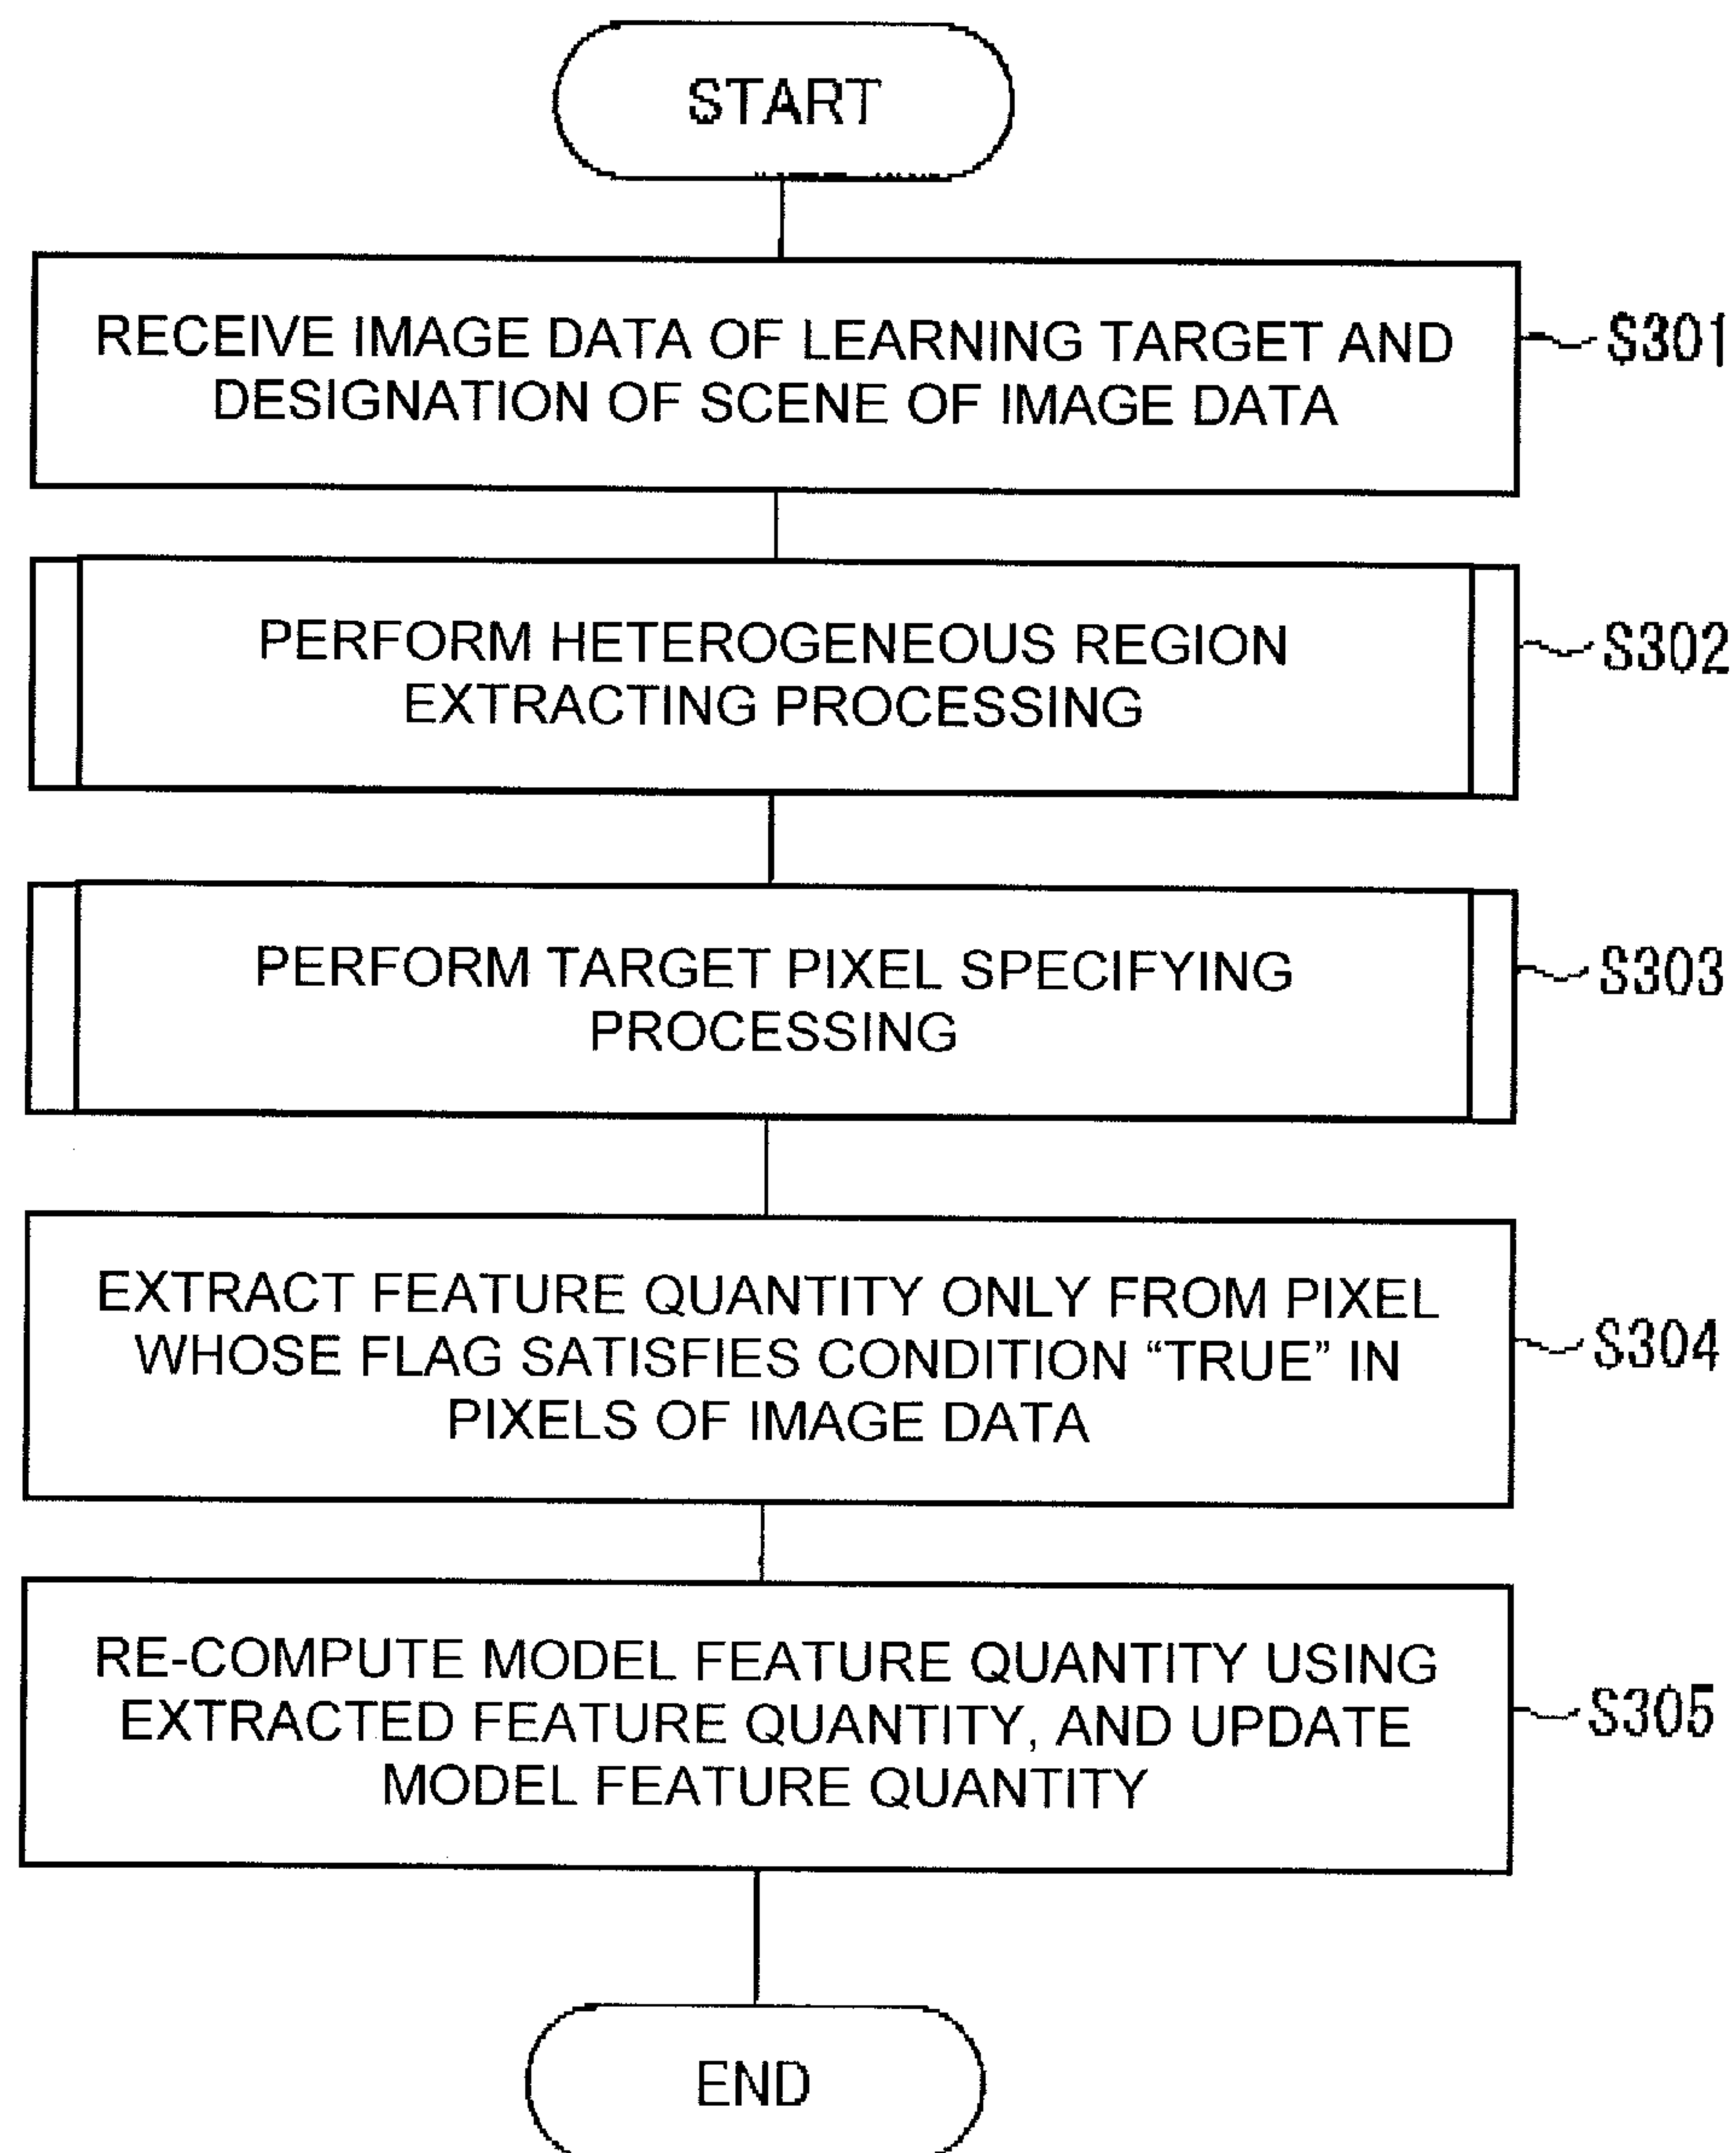 START
RECEIVE IMAGE DATA OF LEARNING TARGET AND
DESIGNATION OF SCENE OF IMAGE DATA
S301
PERFORM HETEROGENEOUS REGION
EXTRACTING PROCESSING
S302
PERFORM TARGET PIXEL SPECIFYING
PROCESSING
S303
EXTRACT FEATURE QUANTITY ONLY FROM PIXEL
WHOSE FLAG SATISFIES CONDITION “TRUE” IN
PIXELS OF IMAGE DATA
S304
RE-COMPUTE MODEL FEATURE QUANTITY USING
EXTRACTED FEATURE QUANTITY, AND UPDATE
MODEL FEATURE QUANTITY
S305
END